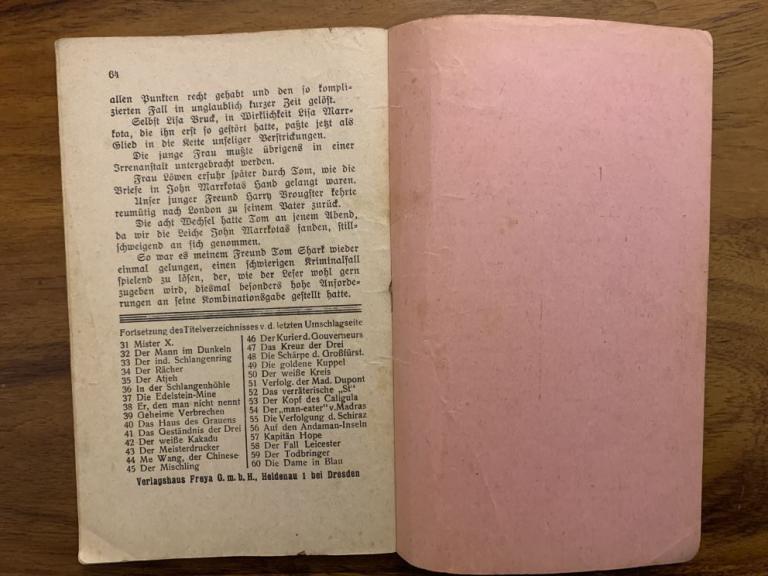 64
allen Punkten recht gehabt und den so kompli-
zierten Fall in unglaublich kurzer Zeit gelöst.
Selbst Lisa Bruck, in Wirklichkeit Lisa Marr-
kota, die ihn erst so gestört hatte, paßte jetzt als
Glied in die Kette unseliger Verstrickungen.
Die junge Frau mußte übrigens in einer
Irrenanstalt untergebracht werden.
Frau Löwen erfuhr später durch Tom, wie die
Briefe in John Marrkotas Hand gelangt waren.
Unser junger Freund Harry Brougster kehrte
reumütig nach London zu seinem Vater zurück.
Die acht Wechsel hatte Tom an jenem Abend,
da wir die Leiche John Marrkotas fanden, still-
schweigend an sich genommen.
So war es meinem Freund Tom Shark wieder
einmal gelungen, einen schwierigen Kriminalfall
spielend zu lösen, der, wie der Leser wohl gern
zugeben wird, diesmal besonders hohe Anforde-
rungen an seine Kombinationsgabe gestellt hatte.
Fortsetzung des Titelverzeichnisses v. d. letzten Umschlagseite
31 Mister X.
32 Der Mann im Dunkeln
33 Der ind. Schlangenring
34 Der Rächer
35 Der Atjeh
36 In der Schlangenhöhle
37 Die Edelstein-Mine
38 Er, den man nicht nennt
39 Geheime Verbrechen
40 Das Haus des Grauens
41 Das Geständnis der Drei
42 Der weiße Kakadu
43 Der Meisterdrucker
44 Me Wang, der Chinese
45 Der Mischling
46 Der Kurier d. Gouverneurs
47 Das Kreuz der Drei
48 Die Schärpe d. Großfürst.
49 Die goldene Kuppel
50 Der weiße Kreis
51 Verfolg. der Mad. Dupont
52 Das verräterische „St“
53 Der Kopf des Caligula
54 Der „man-eater“ v. Madras
55 Die Verfolgung d. Schiraz
56 Auf den Andaman-Inseln
57 Kapitän Hope
58 Der Fall Leicester
59 Der Todbringer
60 Die Dame in Blau
Verlagshaus Freya G. m. b. H., Heidenau 1 bei Dresden